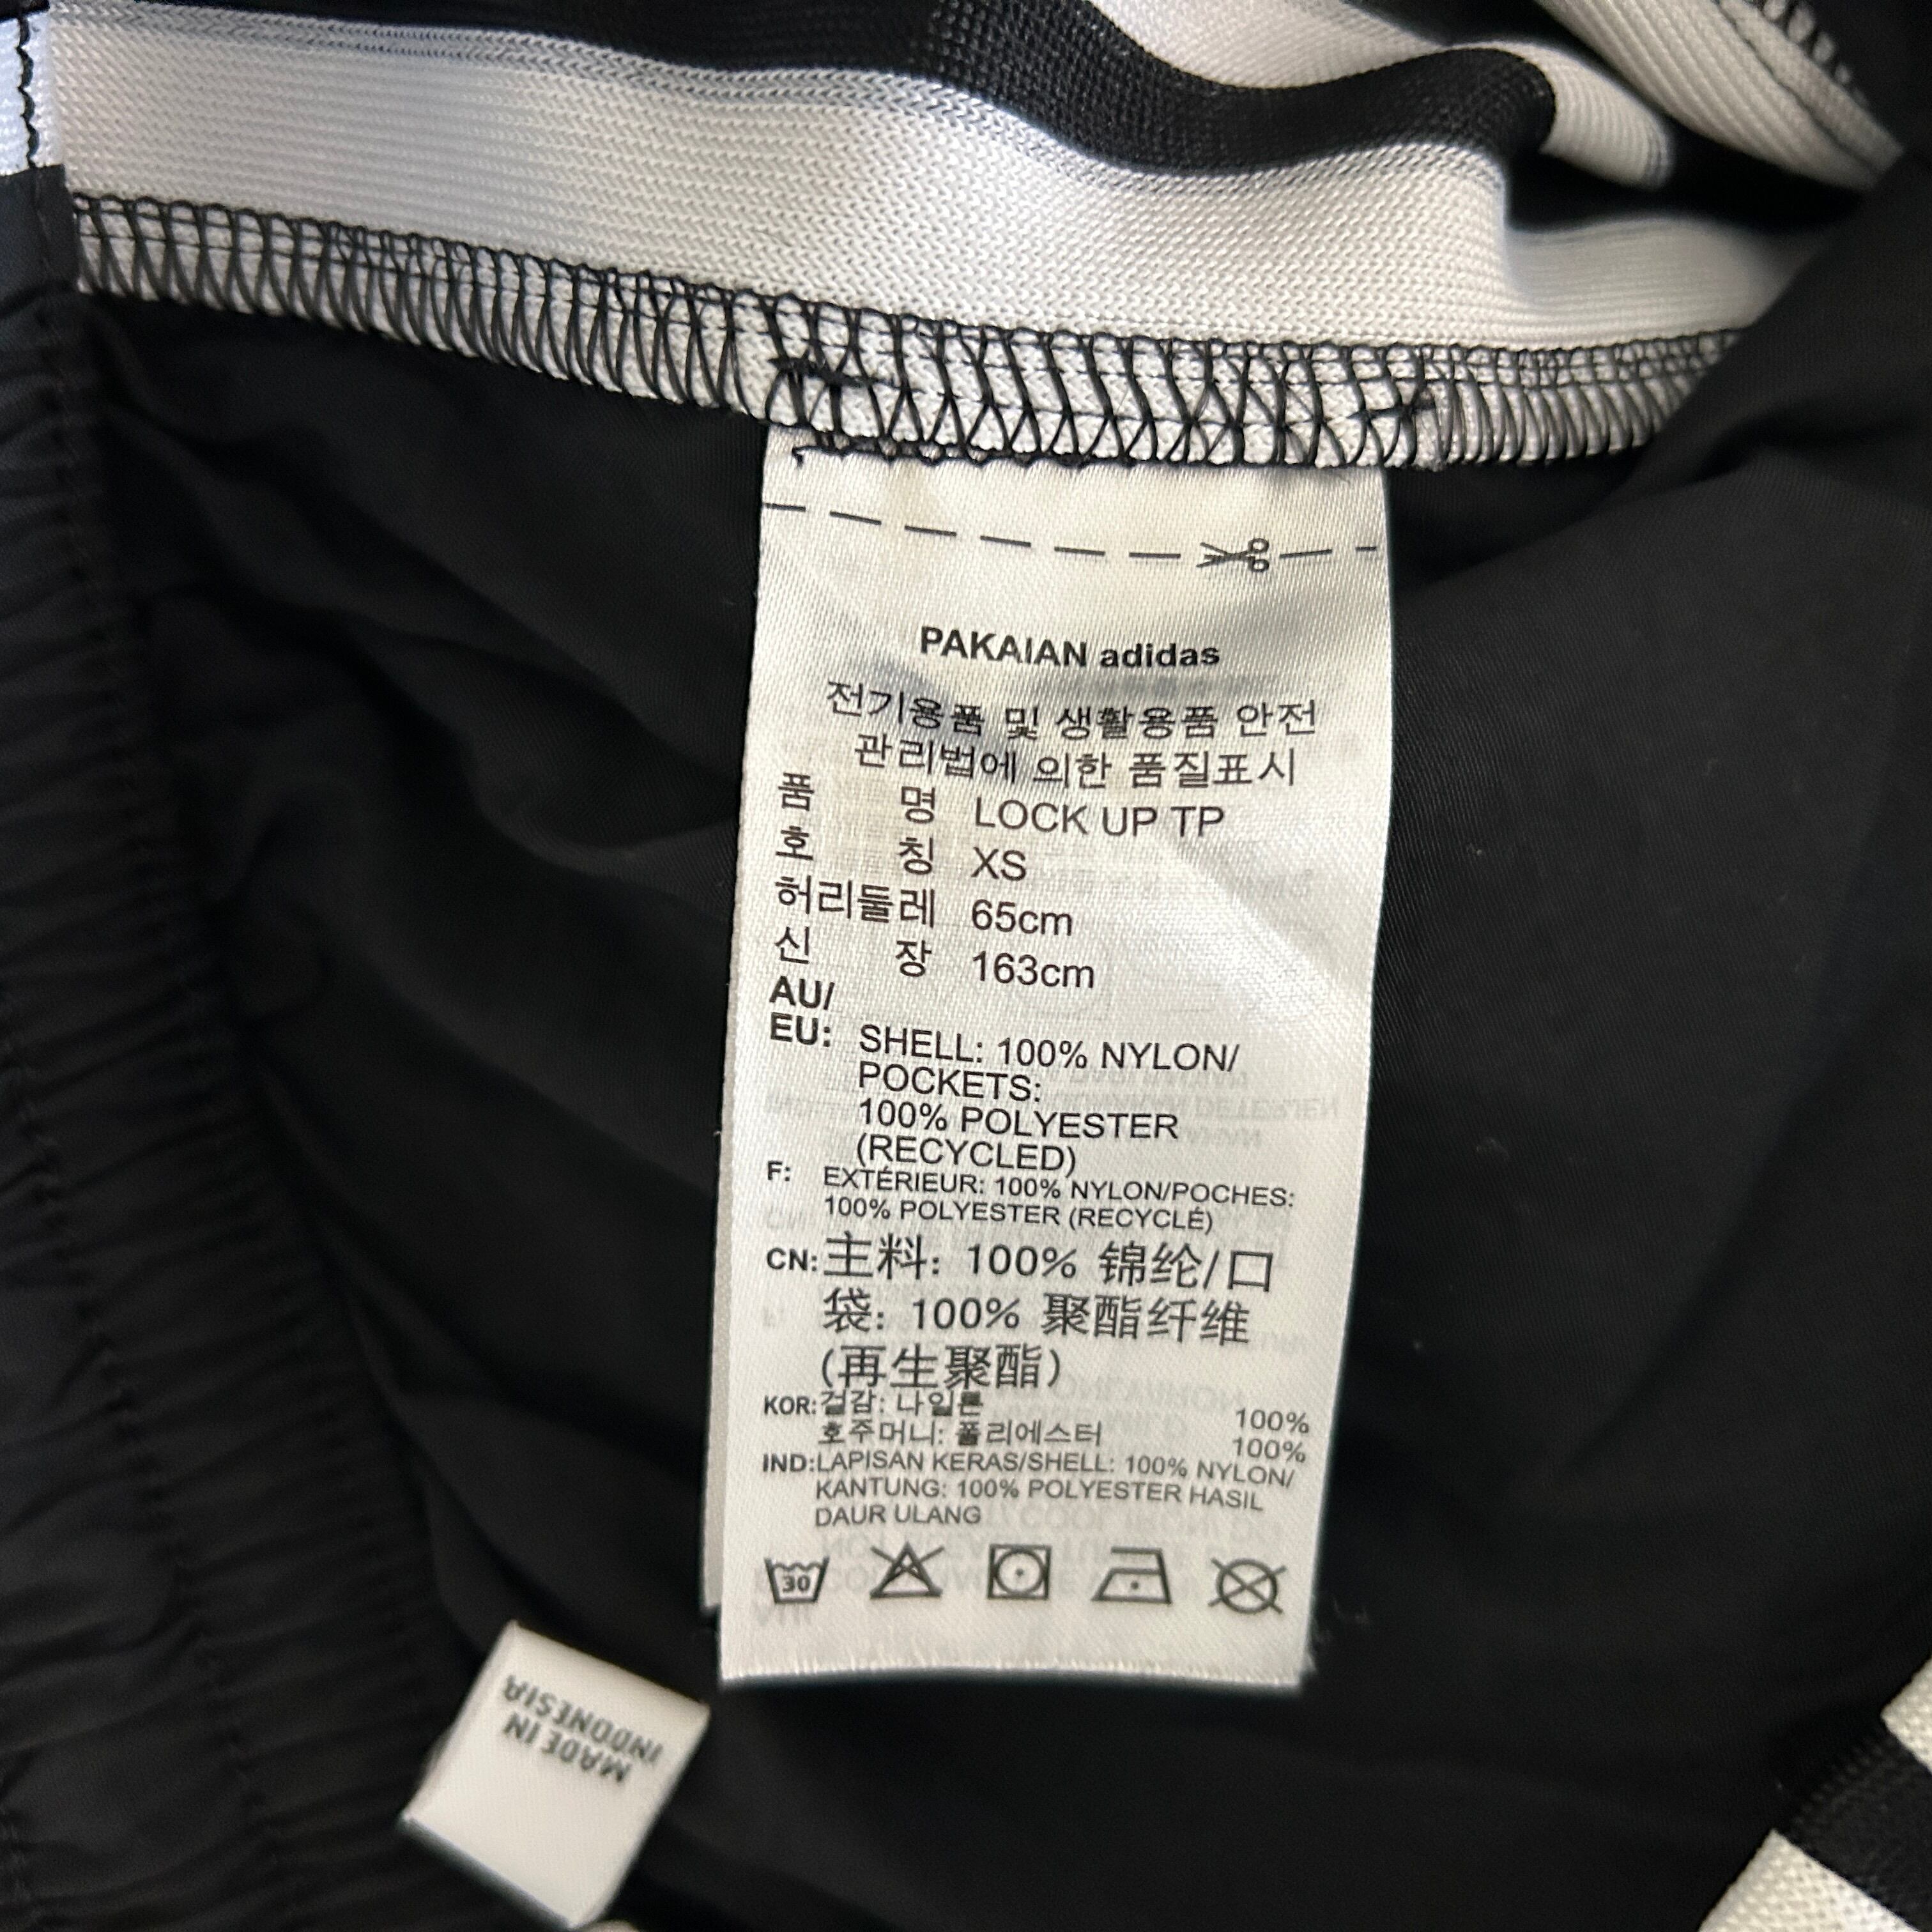 PAKAIAN adidas
전기용품 및 생활용품 안전
관리법에 의한 품질표시
품 명 LOCK UP TP
호 칭 XS
허리둘레 65cm
신 장 163cm
AU/
EU: SHELL: 100% NYLON/
POCKETS:
100% POLYESTER
(RECYCLED)
F: EXTÉRIEUR: 100% NYLON/POCHES:
100% POLYESTER (RECYCLÉ)
CN: 主料: 100% 锦纶/口
袋: 100% 聚酯纤维
(再生聚酯)
KOR: 겉감: 나일론 100%
호주머니: 폴리에스터 100%
IND: LAPISAN KERAS/SHELL: 100% NYLON/
KANTUNG: 100% POLYESTER HASIL
DAUR ULANG
30
MADE IN
INDONESIA